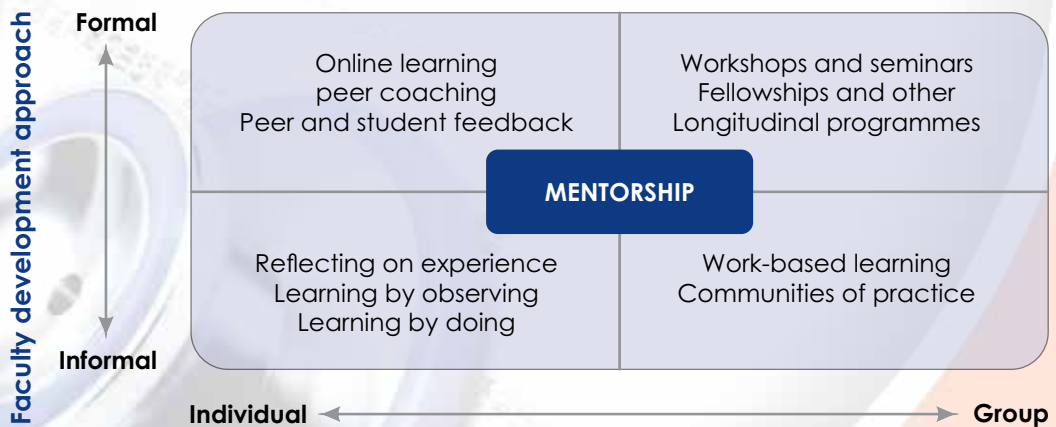 Faculty development approach
Formal
Informal
Online learning
peer coaching
Peer and student feedback
Workshops and seminars
Fellowships and other
Longitudinal programmes
MENTORSHIP
Reflecting on experience
Learning by observing
Learning by doing
Work-based learning
Communities of practice
Individual
Group